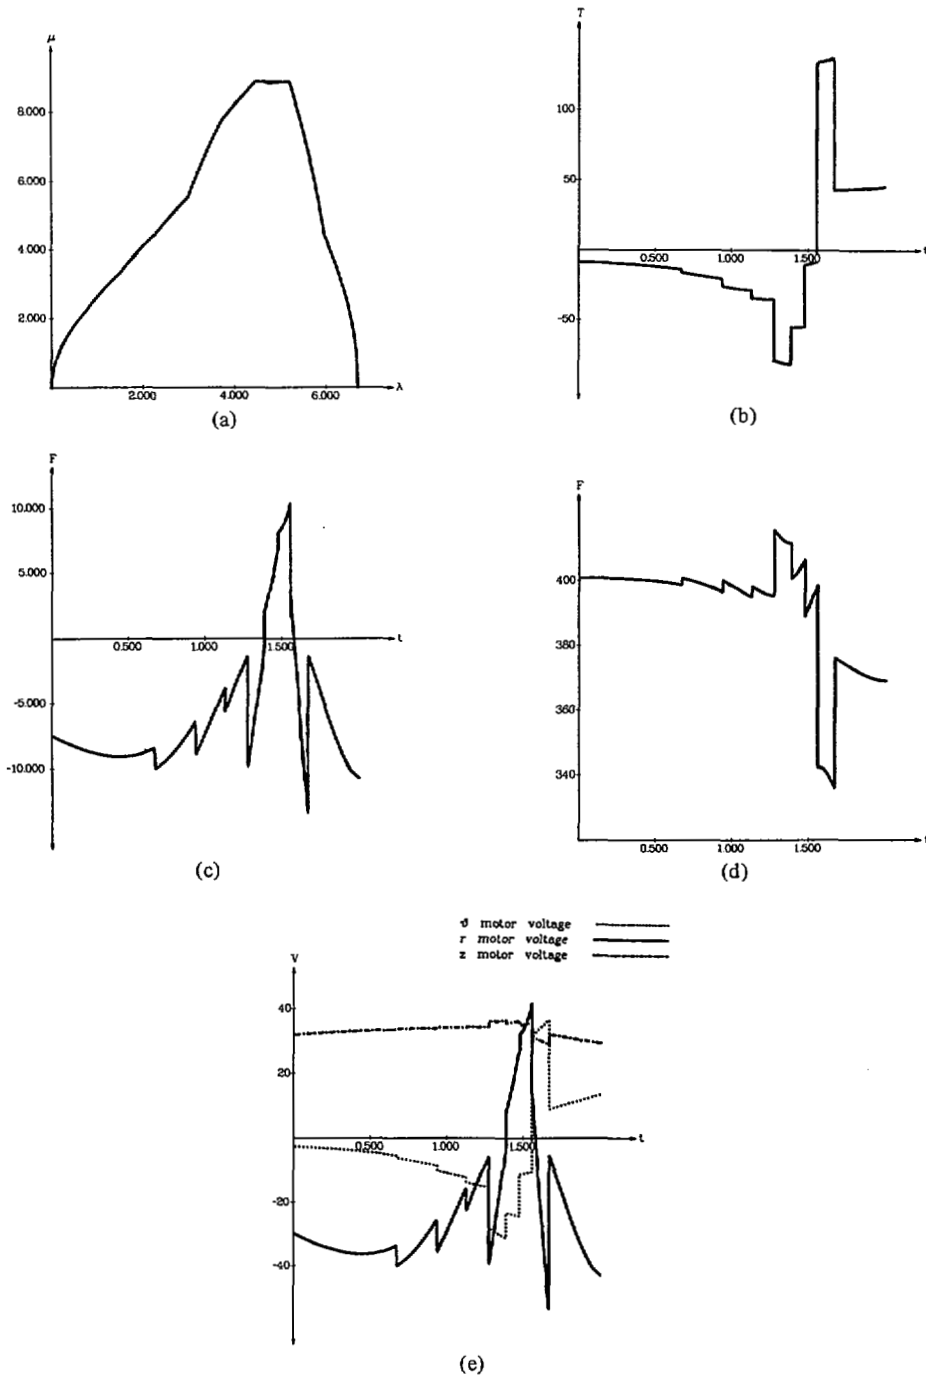 μ
8.000
6.000
4.000
2.000
2.000 4.000 6.000 λ
(a)
T
100
50
0.500 1.000 1.500 t
-50
(b)
F
10.000
5.000
0.500 1.000 1.500 t
-5.000
-10.000
(c)
F
400
380
360
340
0.500 1.000 1.500 t
(d)
ϑ motor voltage
r motor voltage
z motor voltage
V
40
20
0.500 1.000 1.500 t
-20
-40
(e)